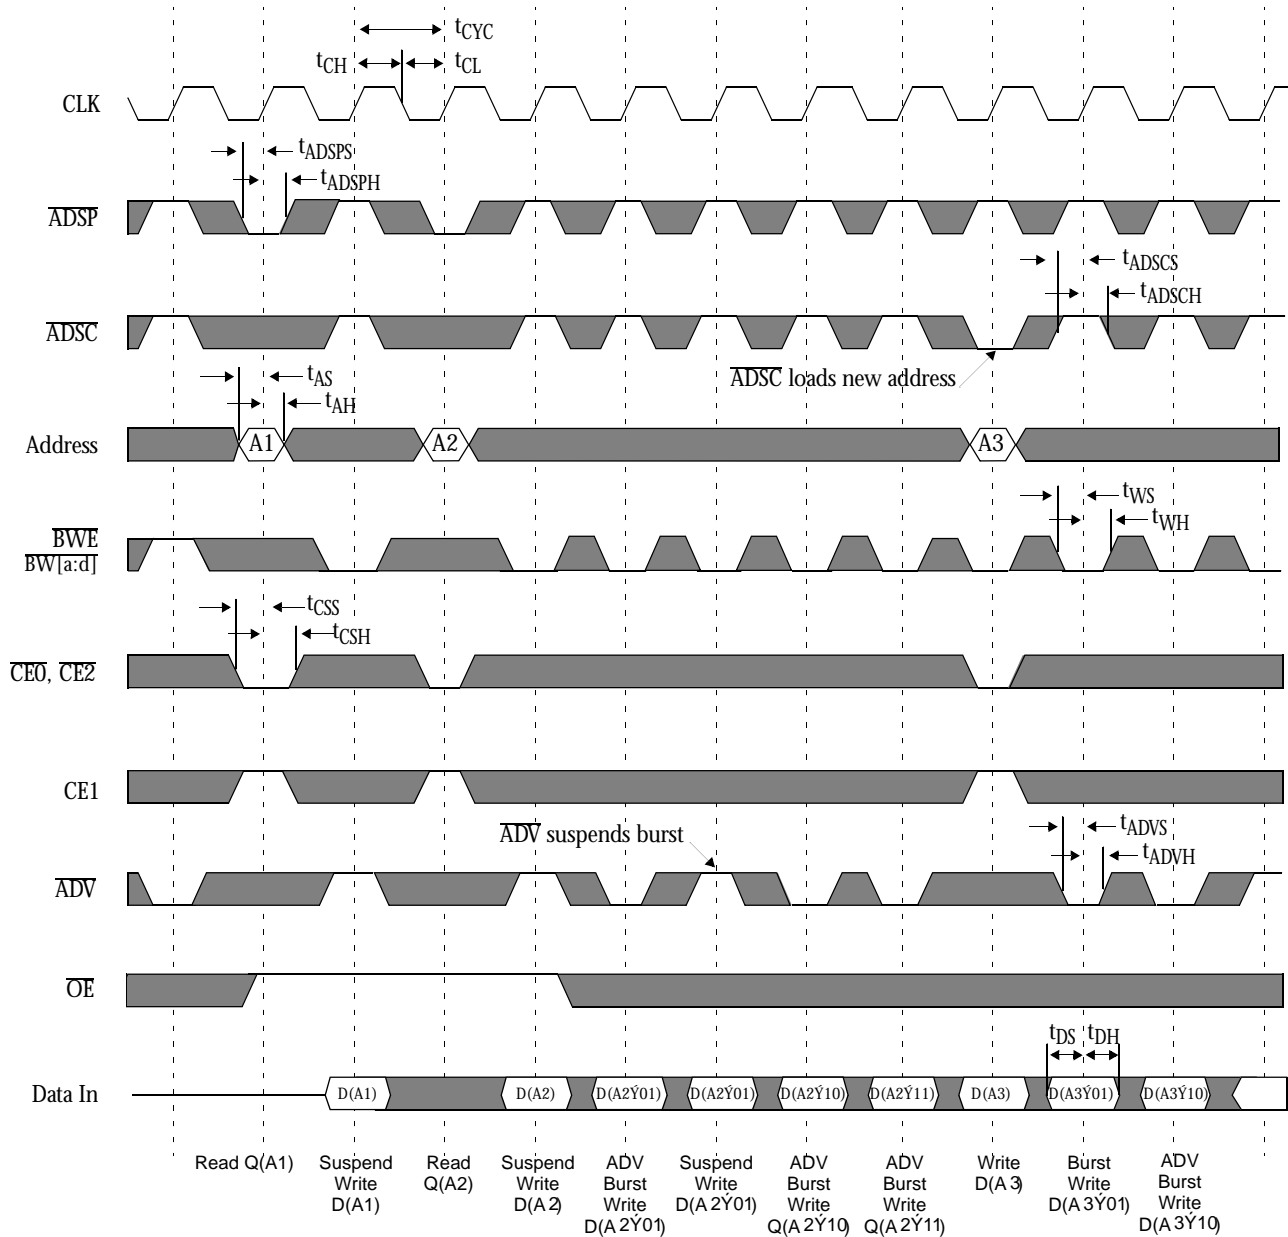 tCYC
tCH
tCL
CLK
tADSPS
tADSPH
ADSP
tADSCS
tADSCH
ADSC
ADSC loads new address
tAS
tAH
Address
A1
A2
A3
tWS
tWH
BWE
BW[a:d]
tCSS
tCSH
CE0, CE2
CE1
ADV suspends burst
tADVS
tADVH
ADV
OE
tDS
tDH
Data In
D(A1)
D(A2)
D(A2Ý01)
D(A2Ý01)
D(A2Ý10)
D(A2Ý11)
D(A3)
D(A3Ý01)
D(A3Ý10)
Read Q(A1)
Suspend
Write
D(A1)
Read
Q(A2)
Suspend
Write
D(A2)
ADV
Burst
Write
D(A2Ý01)
Suspend
Write
D(A2Ý01)
ADV
Burst
Write
Q(A2Ý10)
ADV
Burst
Write
Q(A2Ý11)
Write
D(A3)
Burst
Write
D(A3Ý01)
ADV
Burst
Write
D(A3Ý10)